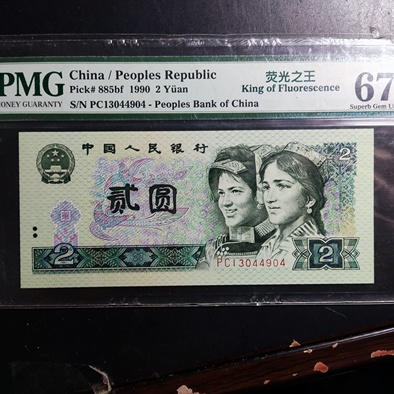 PMG
MONEY GUARANTY
China / Peoples Republic
Pick# 885bf 1990 2 Yüan
S/N PC13044904 - Peoples Bank of China
荧光之王
King of Fluorescence
67
Superb Gem U
中国人民银行
贰圆
2
2
2
PC13044904